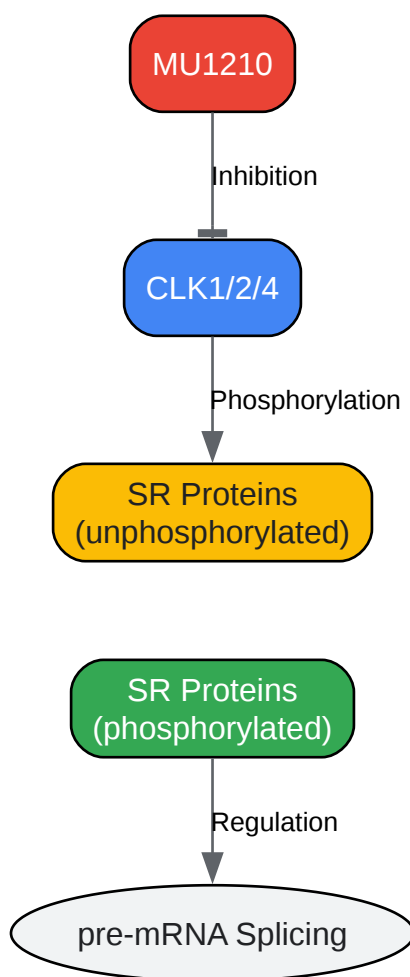 MU1210
Inhibition
CLK1/2/4
Phosphorylation
SR Proteins
(unphosphorylated)
SR Proteins
(phosphorylated)
Regulation
pre-mRNA Splicing